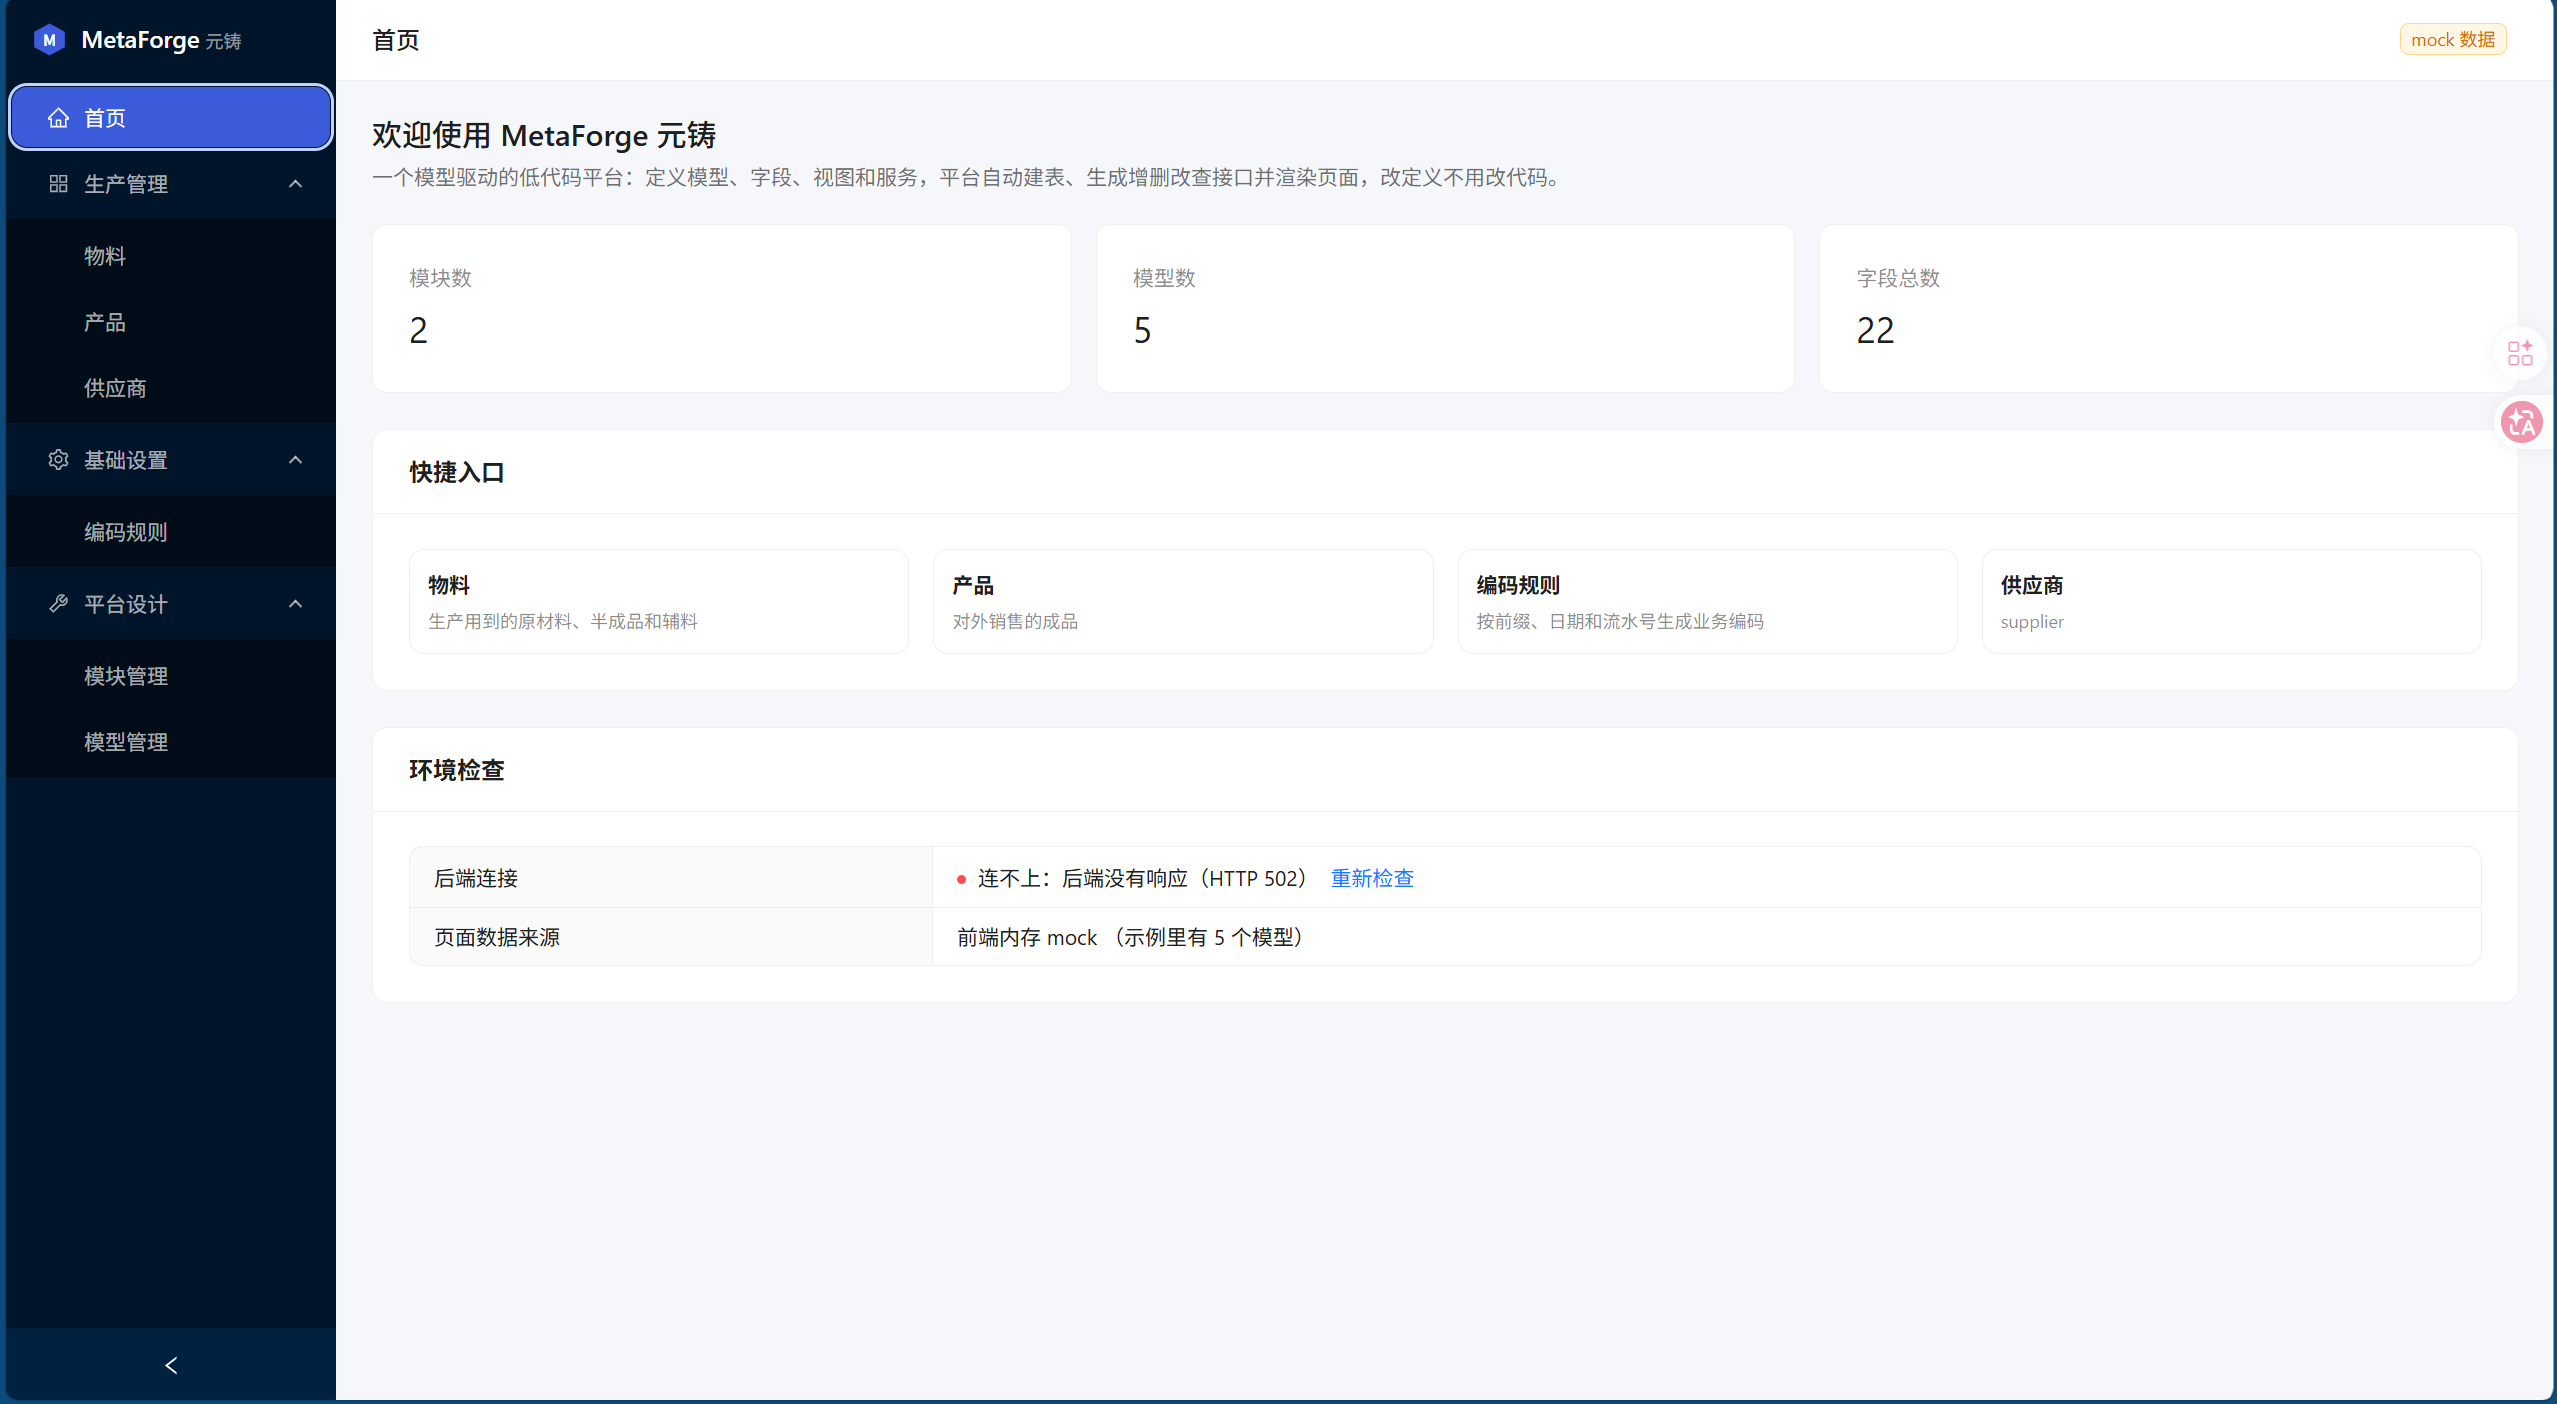 M MetaForge 元铸
首页
生产管理
物料
产品
供应商
基础设置
编码规则
平台设计
模块管理
模型管理
首页
mock 数据
欢迎使用 MetaForge 元铸
一个模型驱动的低代码平台：定义模型、字段、视图和服务，平台自动建表、生成增删改查接口并渲染页面，改定义不用改代码。
模块数
2
模型数
5
字段总数
22
快捷入口
物料
生产用到的原材料、半成品和辅料
产品
对外销售的成品
编码规则
按前缀、日期和流水号生成业务编码
供应商
supplier
环境检查
后端连接
连不上：后端没有响应（HTTP 502） 重新检查
页面数据来源
前端内存 mock （示例里有 5 个模型）